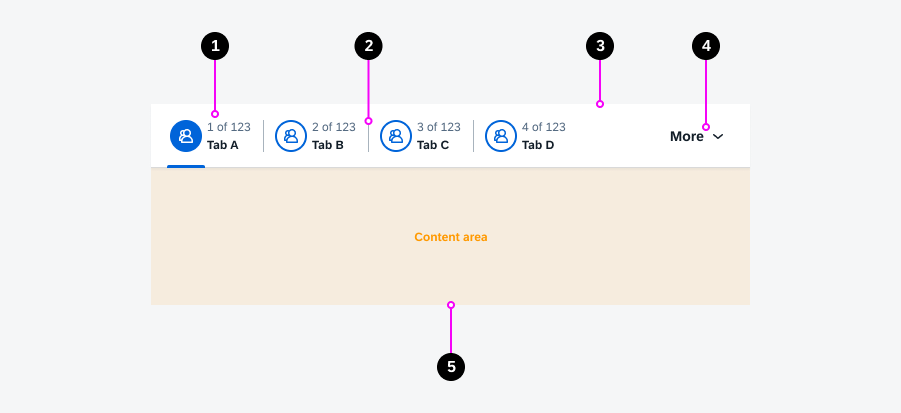 1 2 3 4
1 of 123 2 of 123 3 of 123 4 of 123
Tab A Tab B Tab C Tab D More
Content area
5